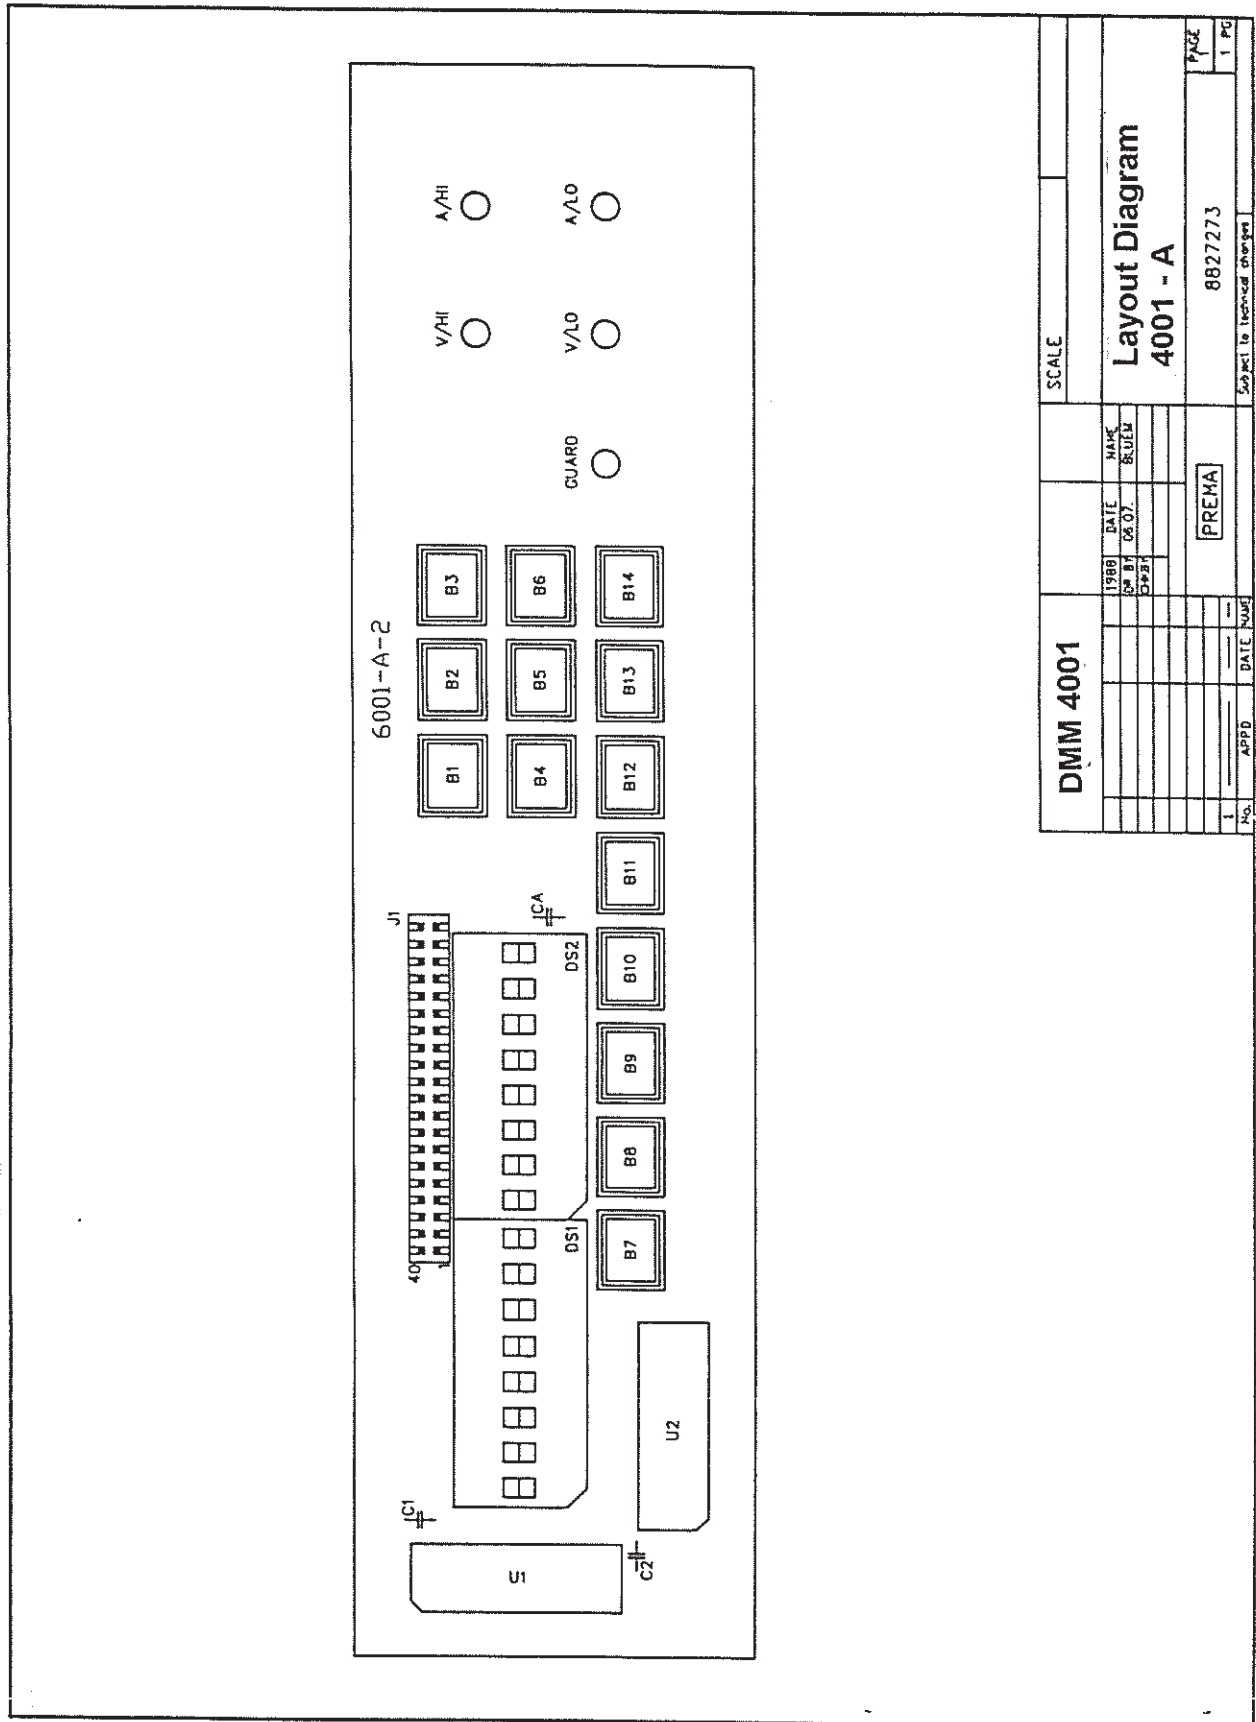 6001-A-2
J1
40
1
C1
CA
DS1
DS2
U1
U2
C2
B1
B2
B3
B4
B5
B6
B7
B8
B9
B10
B11
B12
B13
B14
GUARD
V/HI
A/HI
V/LO
A/LO
DMM 4001
SCALE
1988 DATE NAME
DR BY 06.07. BLUEM
Layout Diagram
4001 - A
PREMA
8827273
PAGE
1
1 PG
1
No. APPD DATE NAME
Subject to technical changes